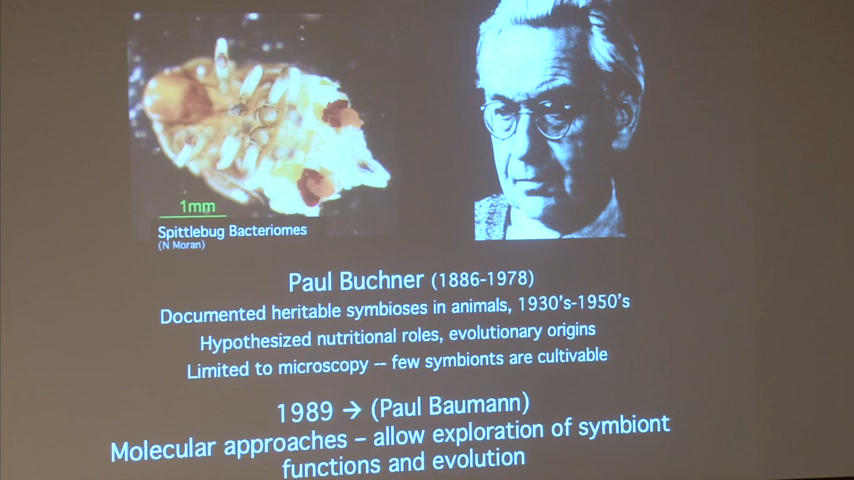 1mm
Spittlebug Bacteriomes
(N Moran)
Paul Buchner (1886-1978)
Documented heritable symbioses in animals, 1930's-1950's
Hypothesized nutritional roles, evolutionary origins
Limited to microscopy -- few symbionts are cultivable
1989 → (Paul Baumann)
Molecular approaches – allow exploration of symbiont
functions and evolution